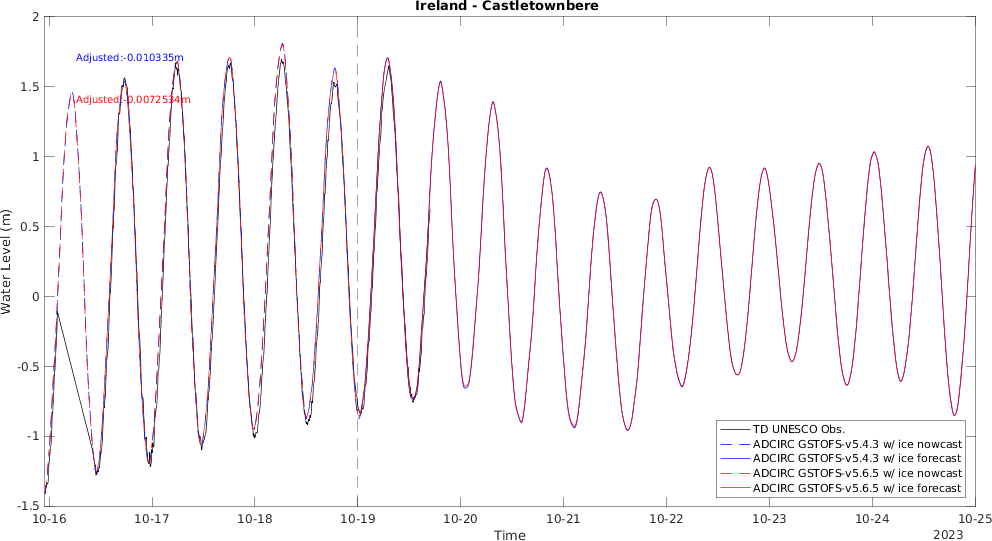 Ireland - Castletownbere
Adjusted:-0.010335m
Adjusted:-0.0072534m
Water Level (m)
2
1.5
1
0.5
0
-0.5
-1
-1.5
TD UNESCO Obs.
ADCIRC GSTOFS-v5.4.3 w/ ice nowcast
ADCIRC GSTOFS-v5.4.3 w/ ice forecast
ADCIRC GSTOFS-v5.6.5 w/ ice nowcast
ADCIRC GSTOFS-v5.6.5 w/ ice forecast
10-16 10-17 10-18 10-19 10-20 10-21 10-22 10-23 10-24 10-25
Time
2023